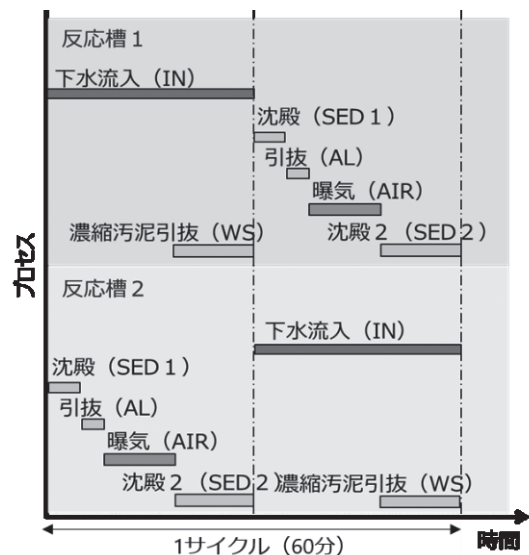 反応槽1
下水流入（IN）
沈殿（SED1）
引抜（AL）
曝気（AIR）
濃縮汚泥引抜（WS）
沈殿2（SED2）
プロセス
反応槽2
下水流入（IN）
沈殿（SED1）
引抜（AL）
曝気（AIR）
沈殿2（SED2）
濃縮汚泥引抜（WS）
1サイクル（60分）
時間